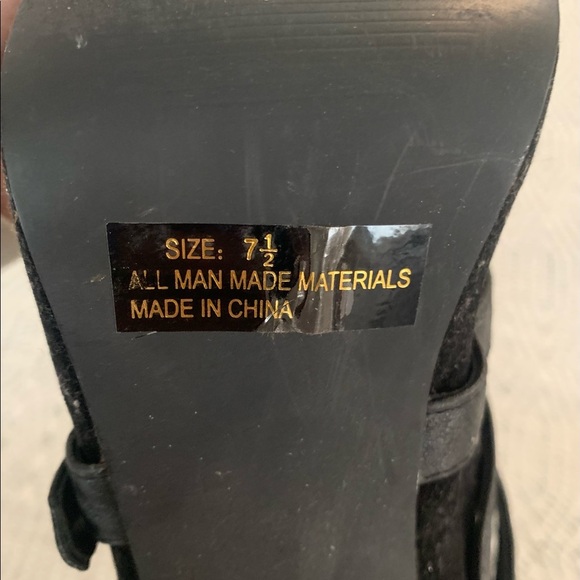 SIZE: 7½
ALL MAN MADE MATERIALS
MADE IN CHINA